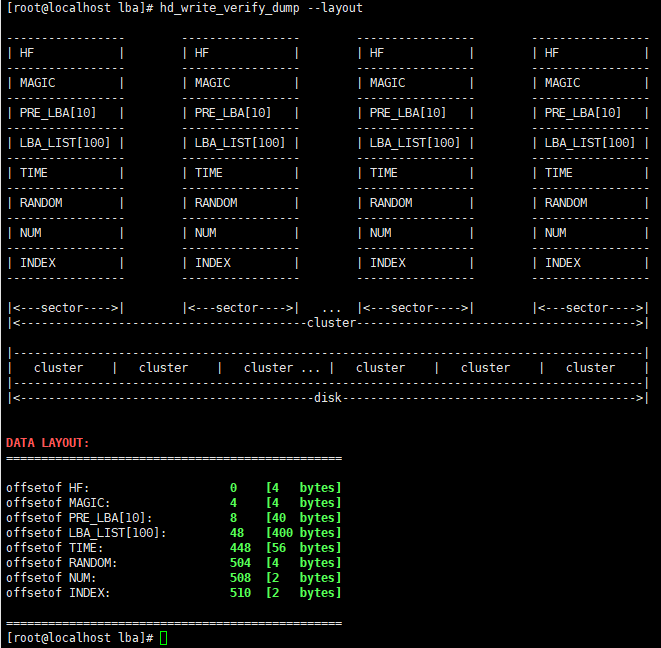 [root@localhost lba]# hd_write_verify_dump --layout
-----------------        -----------------        -----------------        -----------------
| HF             |       | HF             |       | HF             |       | HF             |
-----------------        -----------------        -----------------        -----------------
| MAGIC          |       | MAGIC          |       | MAGIC          |       | MAGIC          |
-----------------        -----------------        -----------------        -----------------
| PRE_LBA[10]    |       | PRE_LBA[10]    |       | PRE_LBA[10]    |       | PRE_LBA[10]    |
-----------------        -----------------        -----------------        -----------------
| LBA_LIST[100]  |       | LBA_LIST[100]  |       | LBA_LIST[100]  |       | LBA_LIST[100]  |
-----------------        -----------------        -----------------        -----------------
| TIME           |       | TIME           |       | TIME           |       | TIME           |
-----------------        -----------------        -----------------        -----------------
| RANDOM         |       | RANDOM         |       | RANDOM         |       | RANDOM         |
-----------------        -----------------        -----------------        -----------------
| NUM            |       | NUM            |       | NUM            |       | NUM            |
-----------------        -----------------        -----------------        -----------------
| INDEX          |       | INDEX          |       | INDEX          |       | INDEX          |
-----------------        -----------------        -----------------        -----------------
|<---sector---->|        |<---sector---->|   ...  |<---sector---->|        |<---sector---->|
|<-----------------------------------------cluster---------------------------------------->|
|------------------------------------------------------------------------------------------|
|   cluster    |   cluster    |   cluster ... |   cluster    |   cluster    |   cluster    |
|------------------------------------------------------------------------------------------|
|<------------------------------------------disk------------------------------------------>|
DATA LAYOUT:
================================================
offsetof HF:                    0    [4   bytes]
offsetof MAGIC:                 4    [4   bytes]
offsetof PRE_LBA[10]:           8    [40  bytes]
offsetof LBA_LIST[100]:         48   [400 bytes]
offsetof TIME:                  448  [56  bytes]
offsetof RANDOM:                504  [4   bytes]
offsetof NUM:                   508  [2   bytes]
offsetof INDEX:                 510  [2   bytes]
================================================
[root@localhost lba]#